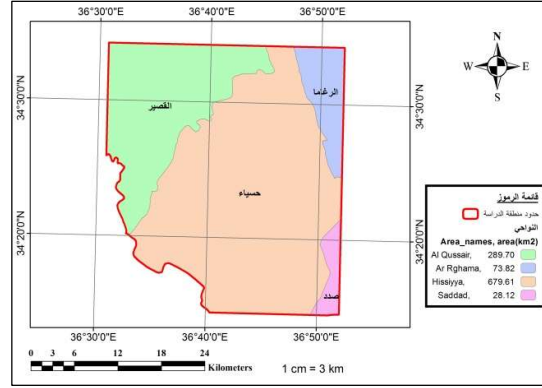 36°30'0"E 36°40'0"E 36°50'0"E
N
W E
S
34°30'0"N 34°30'0"N
الرغاما
القصير
حسياء
34°20'0"N 34°20'0"N
صدد
قائمة الرموز
حدود منطقة الدراسة
النواحي
Area_names, area(km2)
Al Qussair, 289.70
Ar Rghama, 73.82
Hissiyya, 679.61
Saddad, 28.12
36°30'0"E 36°40'0"E 36°50'0"E
0 3 6 12 18 24
Kilometers
1 cm = 3 km